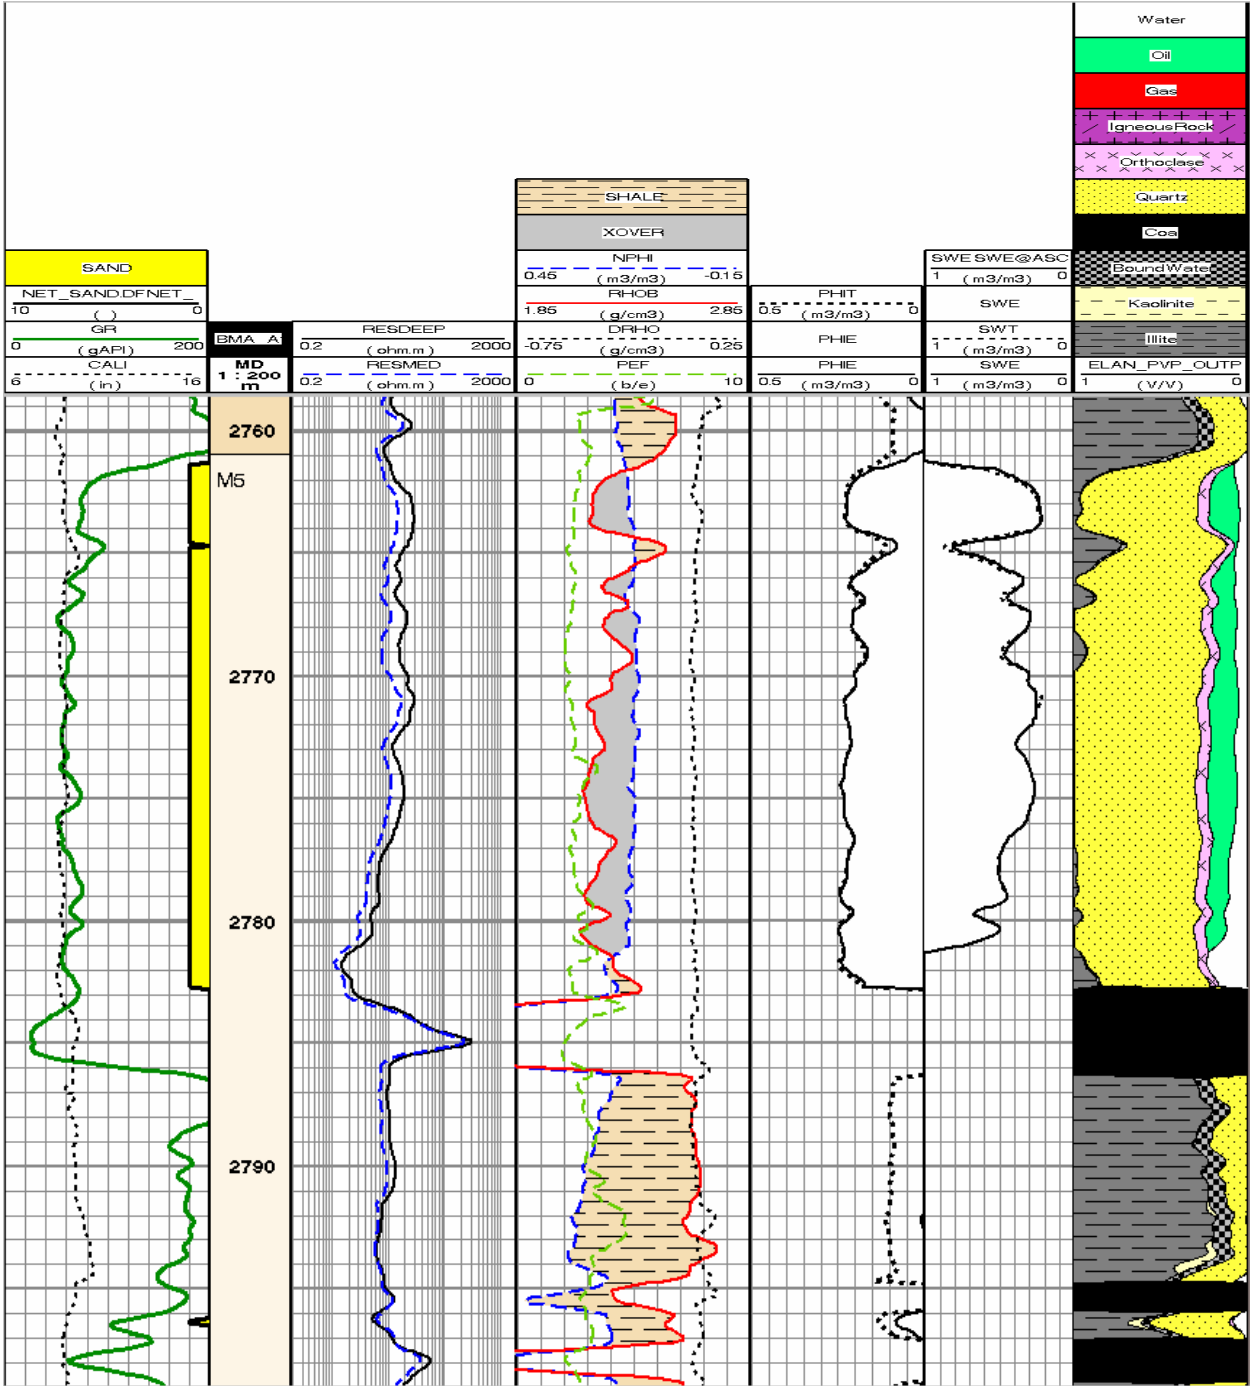 Water
Oil
Gas
IgneousRock
Orthoclase
SHALE
Quartz
XOVER
Coa
SAND
NPHI
0.45 (m3/m3) -0.15
SWE SWE@ASC
1 (m3/m3) 0
BoundWate
NET_SAND.DFNET_
10 ( ) 0
RHOB
1.85 (g/cm3) 2.85
PHIT
0.5 (m3/m3) 0
SWE
Kaolinite
GR
0 (gAPI) 200
BMA_A
RESDEEP
0.2 (ohm.m) 2000
DRHO
-0.75 (g/cm3) 0.25
PHIE
SWT
1 (m3/m3) 0
Illite
CALI
6 (in) 16
MD
1 : 200
m
RESMED
0.2 (ohm.m) 2000
PEF
0 (b/e) 10
PHIE
0.5 (m3/m3) 0
SWE
1 (m3/m3) 0
ELAN_PVP_OUTP
1 (V/V) 0
2760
M5
2770
2780
2790